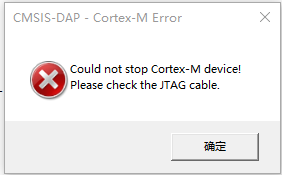 CMSIS-DAP - Cortex-M Error
Could not stop Cortex-M device!
Please check the JTAG cable.
确定